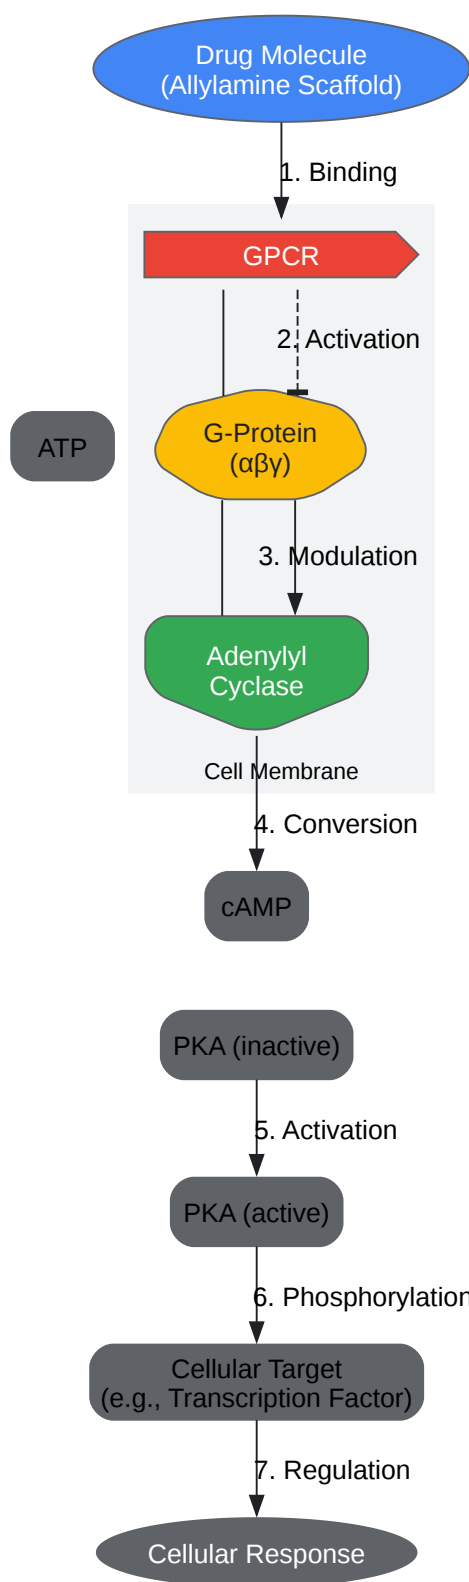 Drug Molecule
(Allylamine Scaffold)
1. Binding
GPCR
2. Activation
G-Protein
(αβγ)
ATP
3. Modulation
Adenylyl
Cyclase
Cell Membrane
4. Conversion
cAMP
PKA (inactive)
5. Activation
PKA (active)
6. Phosphorylation
Cellular Target
(e.g., Transcription Factor)
7. Regulation
Cellular Response